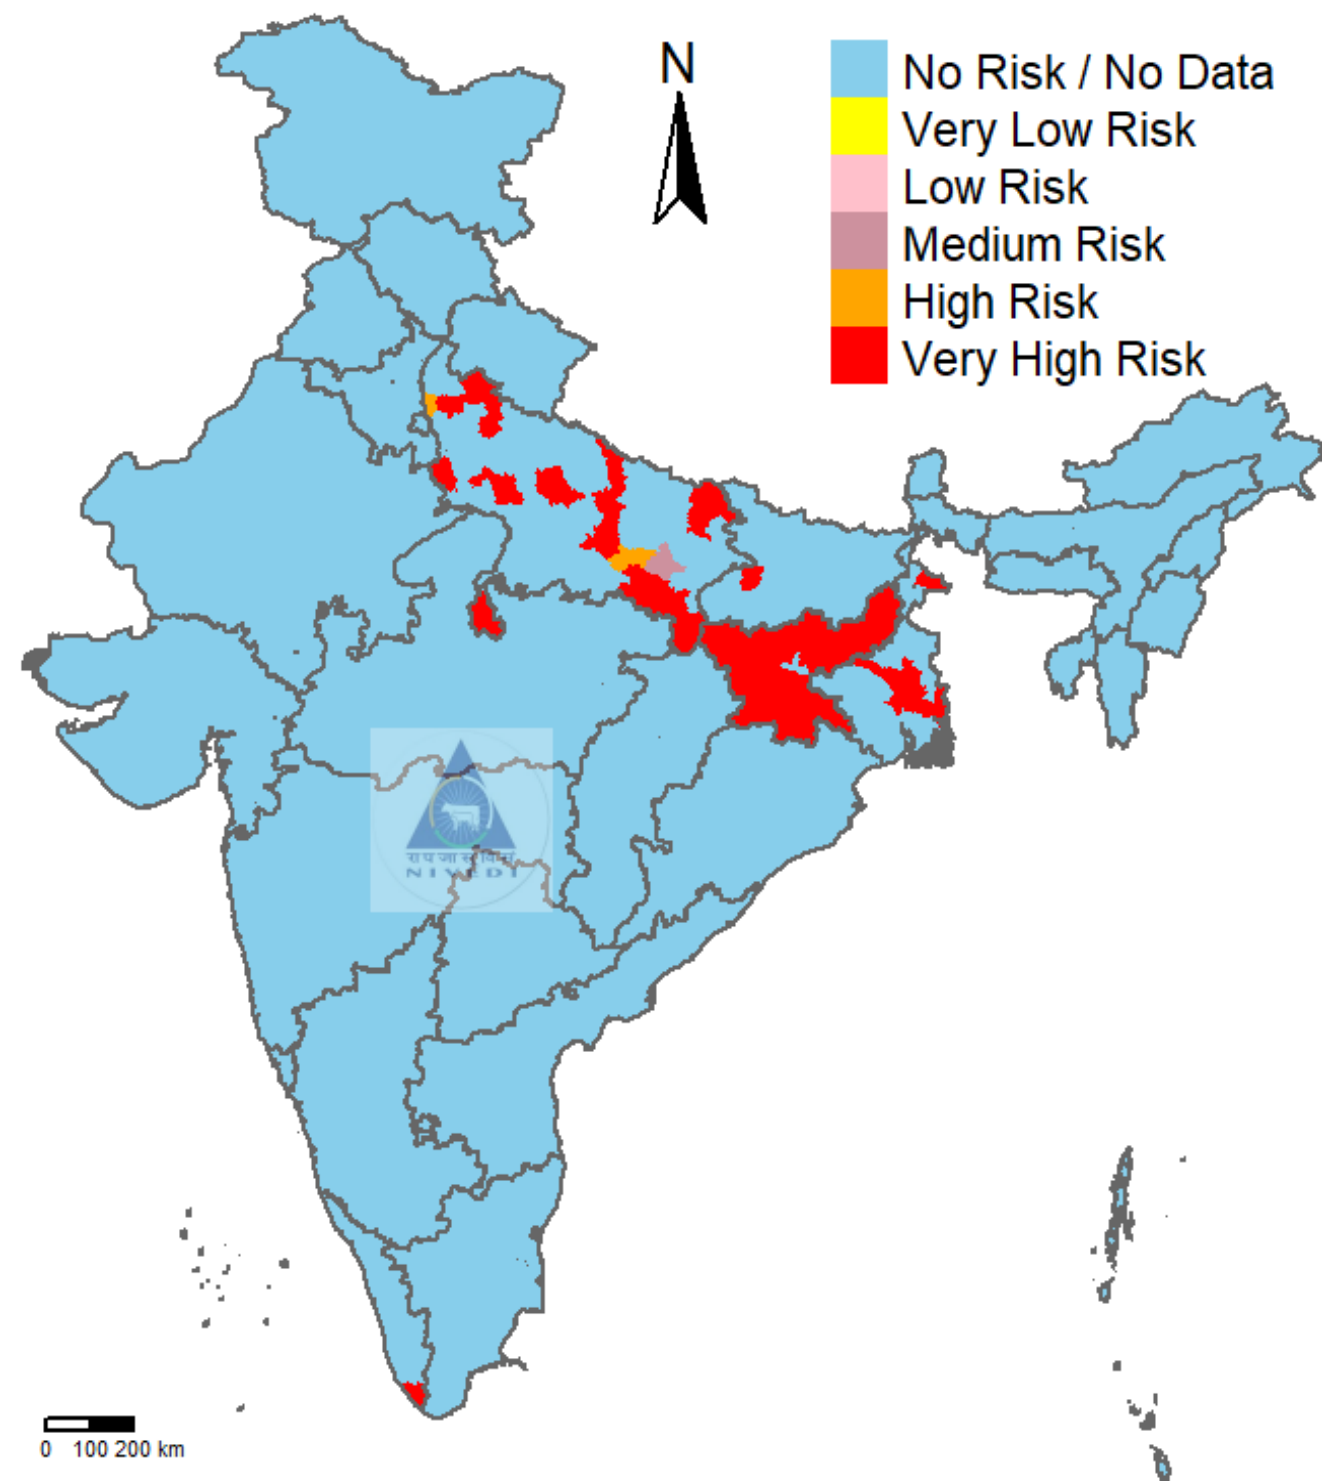 N
No Risk / No Data
Very Low Risk
Low Risk
Medium Risk
High Risk
Very High Risk
NIVEDI
0 100 200 km